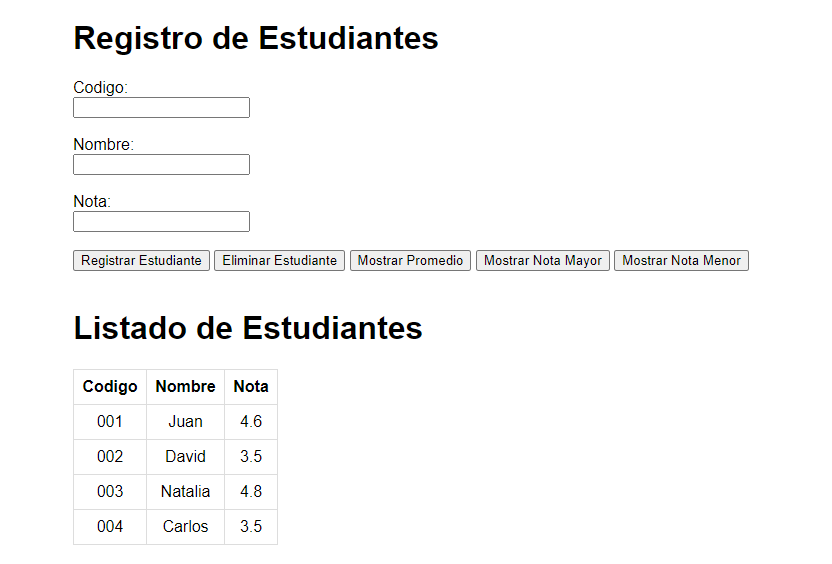 Registro de Estudiantes
Codigo:
Nombre:
Nota:
Registrar Estudiante Eliminar Estudiante Mostrar Promedio Mostrar Nota Mayor Mostrar Nota Menor
Listado de Estudiantes
Codigo Nombre Nota
001 Juan 4.6
002 David 3.5
003 Natalia 4.8
004 Carlos 3.5